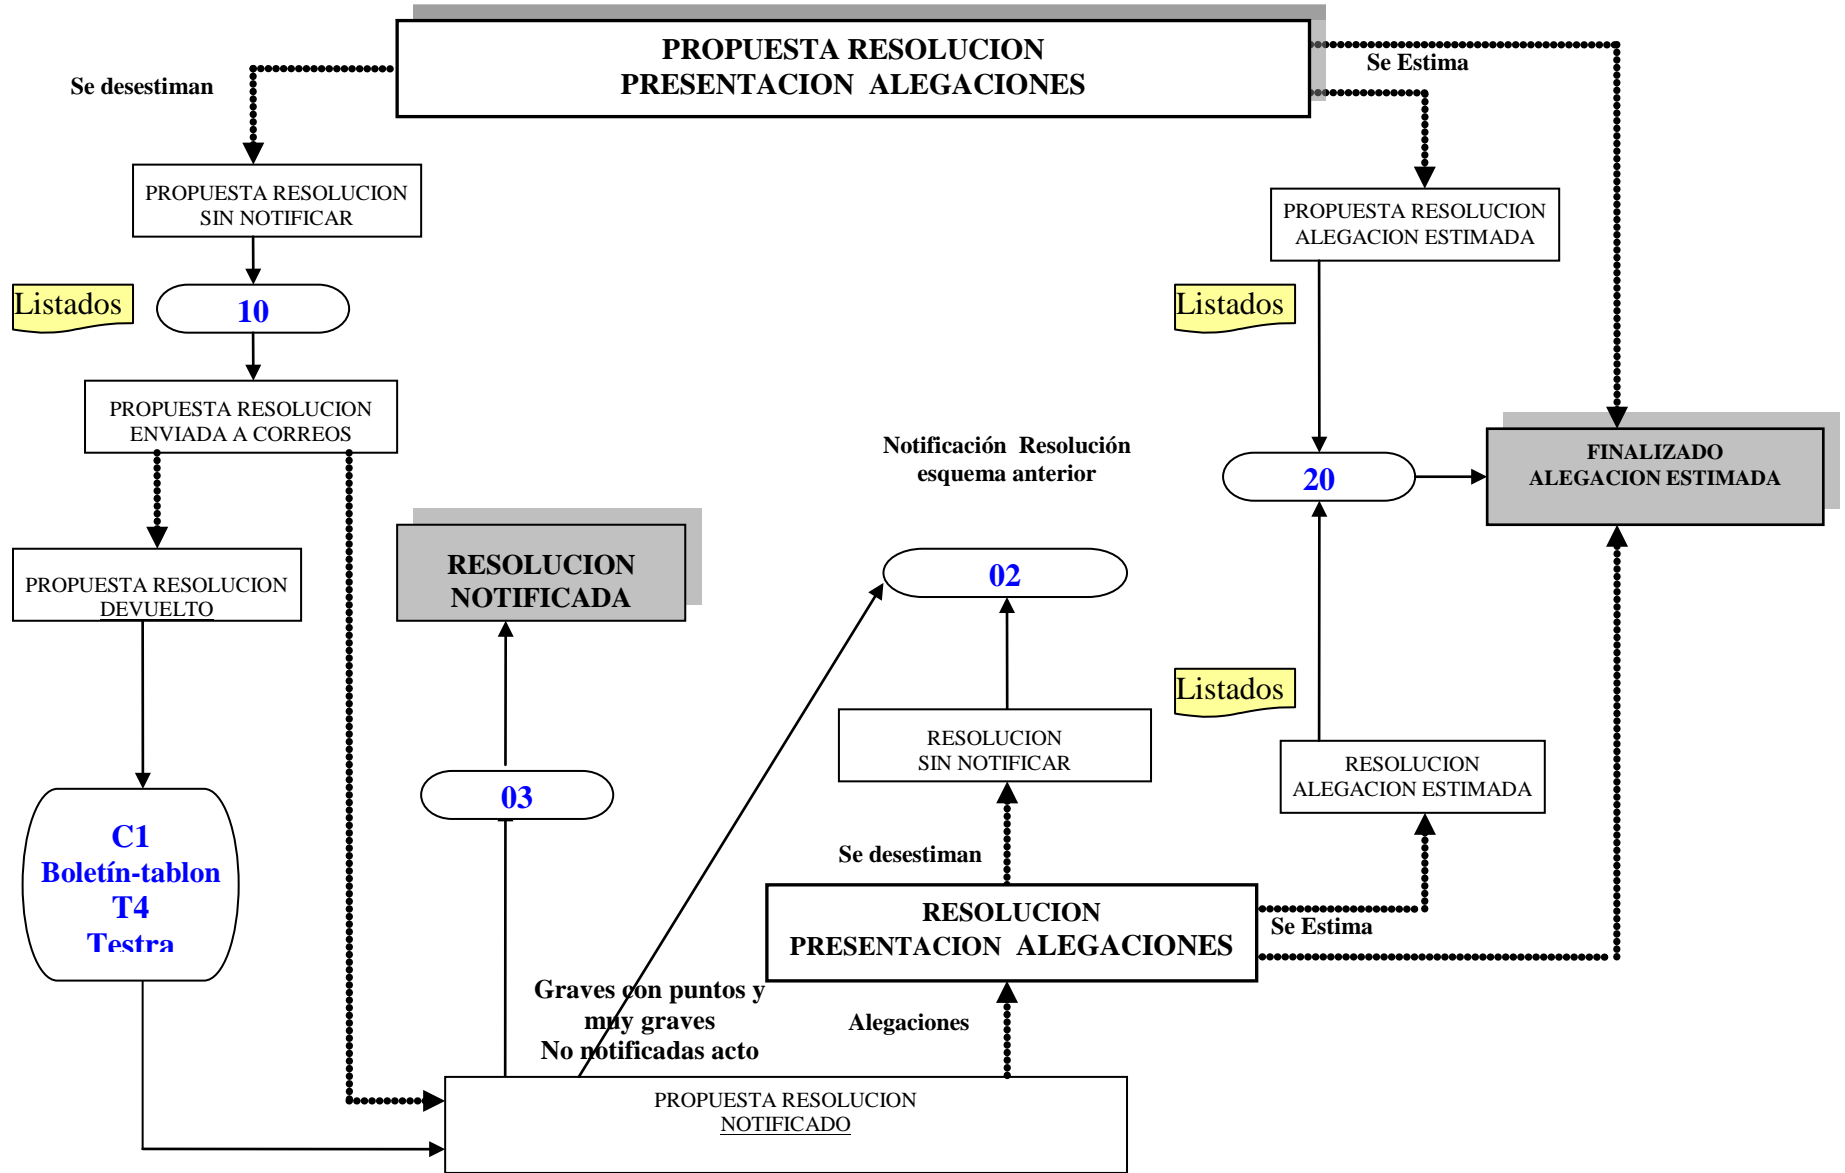 PROPUESTA RESOLUCION
PRESENTACION ALEGACIONES
Se desestiman
Se Estima
PROPUESTA RESOLUCION
SIN NOTIFICAR
PROPUESTA RESOLUCION
ALEGACION ESTIMADA
Listados
10
Listados
PROPUESTA RESOLUCION
ENVIADA A CORREOS
Notificación Resolución
esquema anterior
20
FINALIZADO
ALEGACION ESTIMADA
PROPUESTA RESOLUCION
DEVUELTO
RESOLUCION
NOTIFICADA
02
Listados
RESOLUCION
SIN NOTIFICAR
RESOLUCION
ALEGACION ESTIMADA
03
C1
Boletín-tablon
T4
Testra
Se desestiman
RESOLUCION
PRESENTACION ALEGACIONES
Se Estima
Graves con puntos y
muy graves
No notificadas acto
Alegaciones
PROPUESTA RESOLUCION
NOTIFICADO